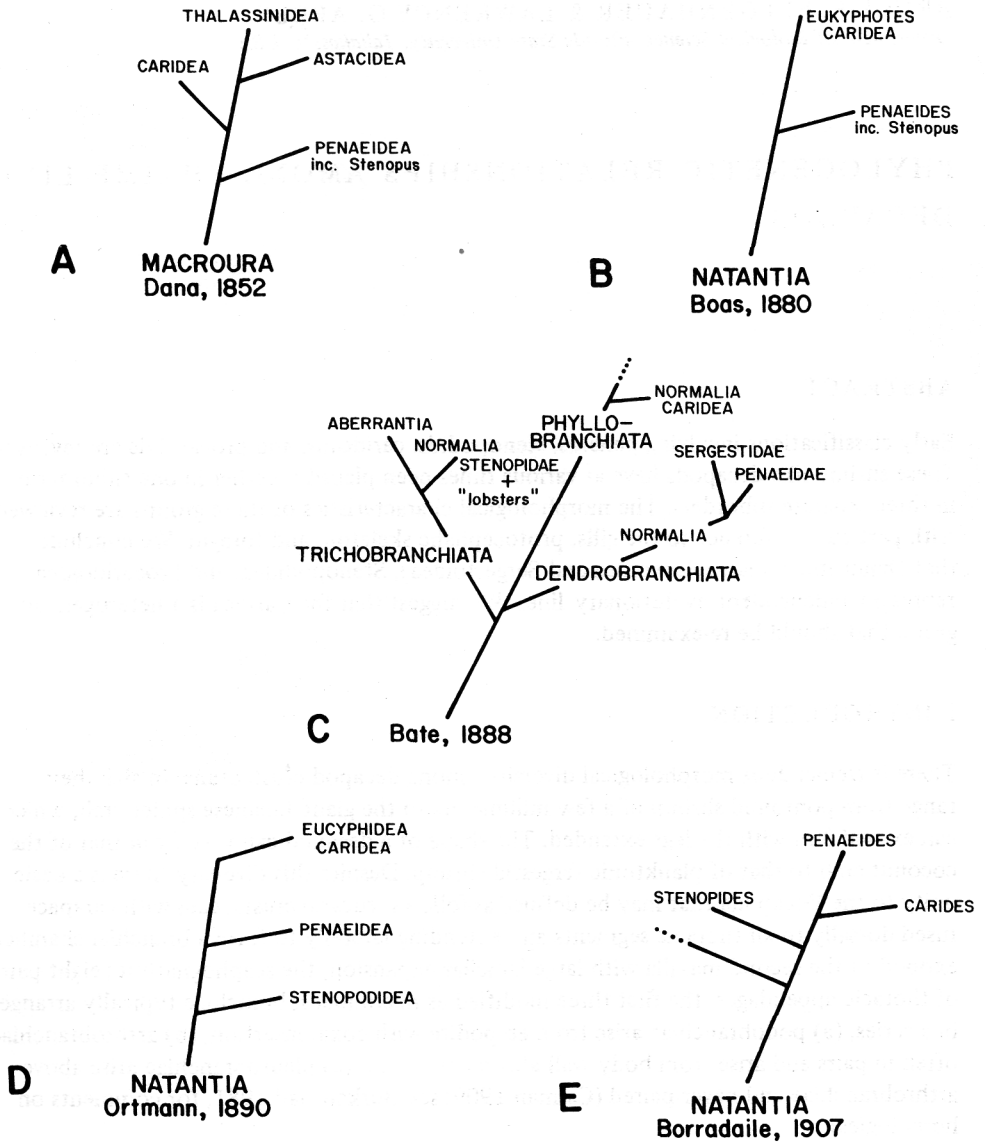 THALASSINIDEA
CARIDEA
ASTACIDEA
PENAEIDEA
inc. Stenopus
A
MACROURA
Dana, 1852
EUKYPHOTES
CARIDEA
PENAEIDES
inc. Stenopus
B
NATANTIA
Boas, 1880
NORMALIA
CARIDEA
PHYLLO-
BRANCHIATA
ABERRANTIA
NORMALIA
STENOPIDAE
+
"lobsters"
SERGESTIDAE
PENAEIDAE
NORMALIA
TRICHOBRANCHIATA
DENDROBRANCHIATA
C
Bate, 1888
EUCYPHIDEA
CARIDEA
PENAEIDEA
STENOPODIDEA
D
NATANTIA
Ortmann, 1890
PENAEIDES
STENOPIDES
CARIDES
E
NATANTIA
Borradaile, 1907